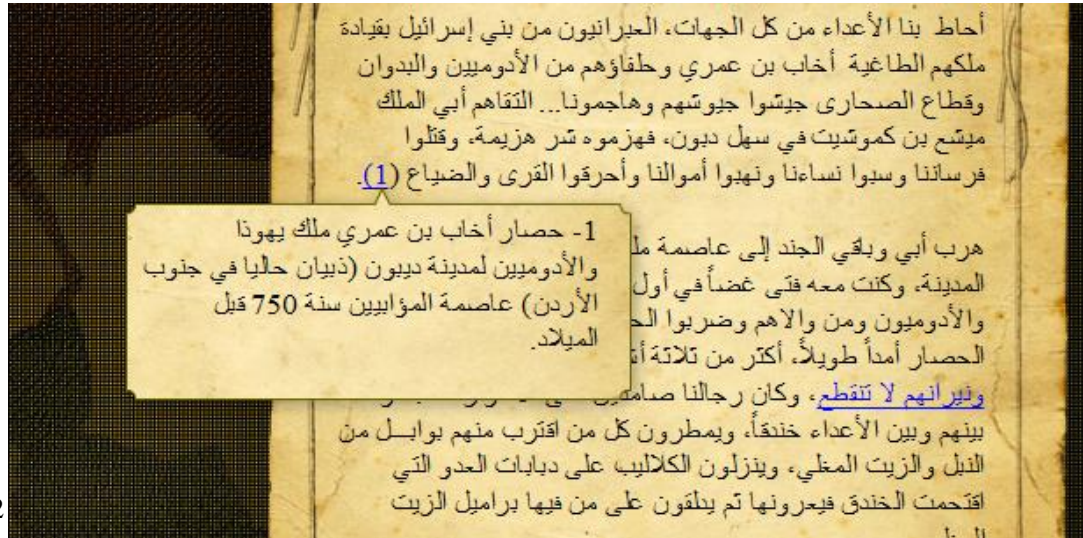 أحاط بنا الأعداء من كل الجهات، العبرانيون من بني إسرائيل بقيادة
ملكهم الطاغية أخاب بن عمري وحلفاؤهم من الأدوميين والبدوان
وقطاع الصحارى جيشوا جيوشهم وهاجمونا... التقاهم أبي الملك
ميشع بن كموشيت في سهل دبون، فهزموه شر هزيمة، وقتلوا
فرساننا وسبوا نساءنا ونهبوا أموالنا وأحرقوا القرى والضياع (1).
1- حصار أخاب بن عمري ملك يهوذا
والأدوميين لمدينة ديبون (ذبيان حاليا في جنوب
الأردن) عاصمة المؤابيين سنة 750 قبل
الميلاد.
هرب أبي وباقي الجند إلى عاصمة
المدينة، وكنت معه فتى غضاً في أول
والأدوميون ومن والاهم وضربوا
الحصار أمداً طويلاً، أكثر من ثلاثة
ونيرانهم لا تنقطع، وكان رجالنا
بينهم وبين الأعداء خندقاً، ويمطرون كل من اقترب منهم بوابــل من
النبل والزيت المغلي، وينزلون الكلاليب على دبابات العدو التي
اقتحمت الخندق فيعرونها ثم يدلقون على من فيها براميل الزيت
2